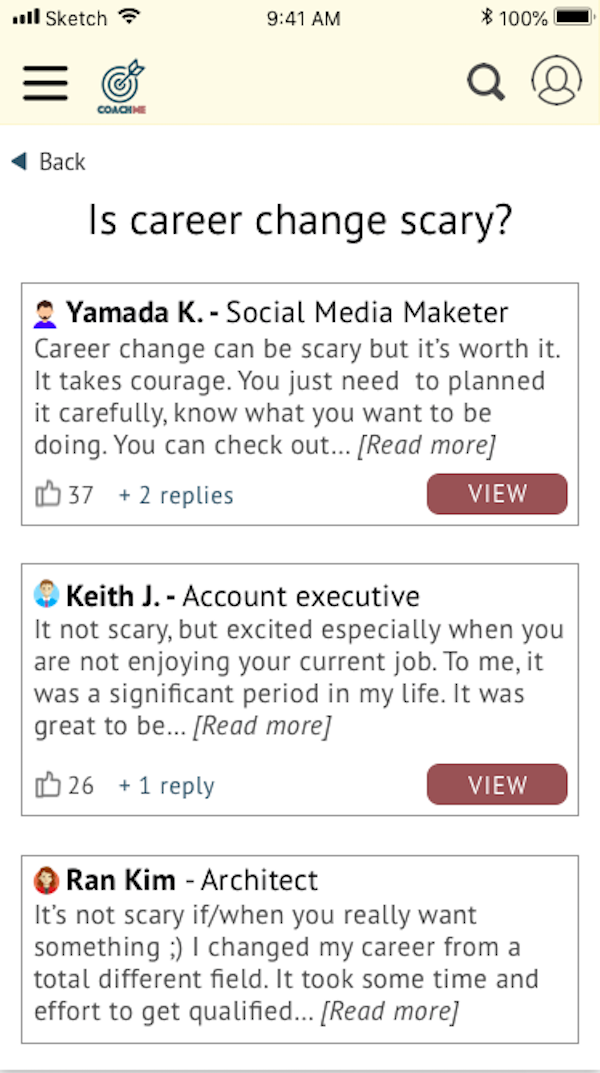 Sketch 9:41 AM 100%
COACHME
Back
Is career change scary?
Yamada K. - Social Media Maketer
Career change can be scary but it's worth it.
It takes courage. You just need  to planned
it carefully, know what you want to be
doing. You can check out... [Read more]
37 + 2 replies VIEW
Keith J. - Account executive
It not scary, but excited especially when you
are not enjoying your current job. To me, it
was a significant period in my life. It was
great to be... [Read more]
26 + 1 reply VIEW
Ran Kim - Architect
It's not scary if/when you really want
something ;) I changed my career from a
total different field. It took some time and
effort to get qualified... [Read more]